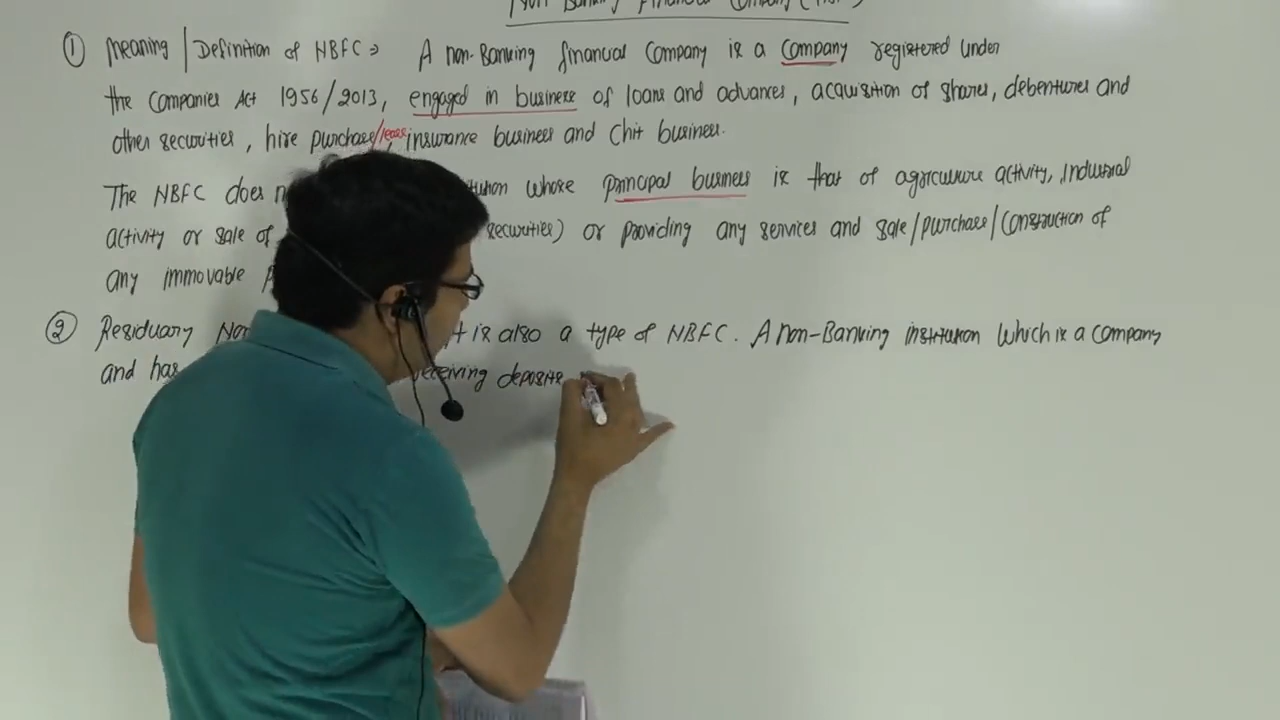 Non Banking Financial Company
① Meaning / Definition of NBFC → A non-Banking financial Company is a company registered under
the Companies Act 1956/2013, engaged in business of loans and advances, acquisition of shares, debentures and
other securities, hire purchase/lease, insurance business and chit business.
The NBFC does whose principal business is that of agriculture activity, Industrial
activity or sale of securities) or providing any services and sale/purchase/construction of
any immovable
② Residuary It is also a type of NBFC. A non-Banking institution which is a company
and has receiving deposits